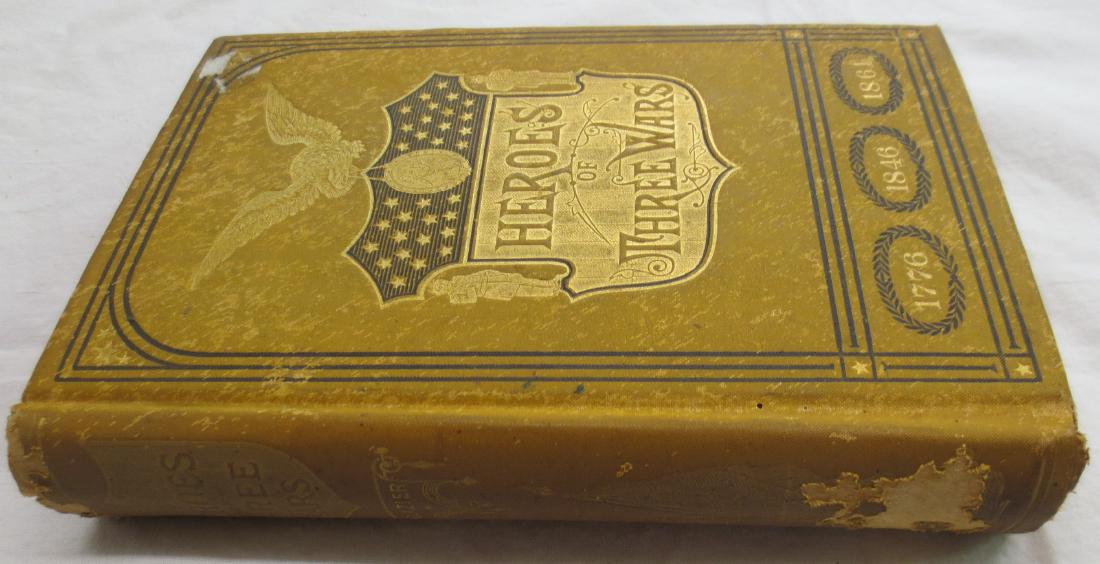 HEROES
OF
THREE WARS
1776
1846
1861